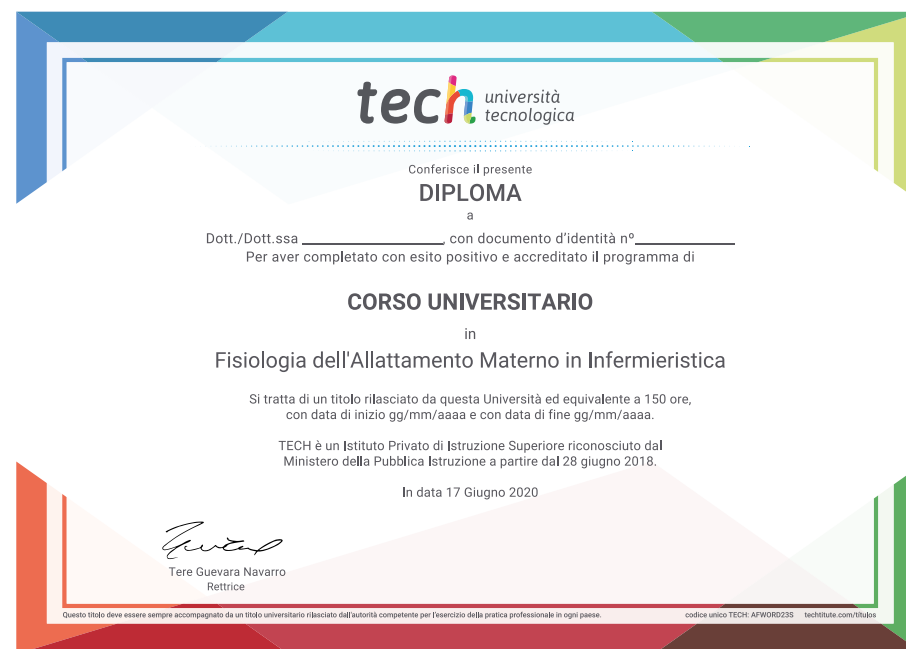 tech università
tecnologica
Conferisce il presente
DIPLOMA
a
Dott./Dott.ssa ________________, con documento d'identità nº____________
Per aver completato con esito positivo e accreditato il programma di
CORSO UNIVERSITARIO
in
Fisiologia dell'Allattamento Materno in Infermieristica
Si tratta di un titolo rilasciato da questa Università ed equivalente a 150 ore,
con data di inizio gg/mm/aaaa e con data di fine gg/mm/aaaa.
TECH è un Istituto Privato di Istruzione Superiore riconosciuto dal
Ministero della Pubblica Istruzione a partire dal 28 giugno 2018.
In data 17 Giugno 2020
Tere Guevara Navarro
Rettrice
Questo titolo deve essere sempre accompagnato da un titolo universitario rilasciato dall'autorità competente per l'esercizio della pratica professionale in ogni paese. codice unico TECH: AFWORD23S techtitute.com/titulos